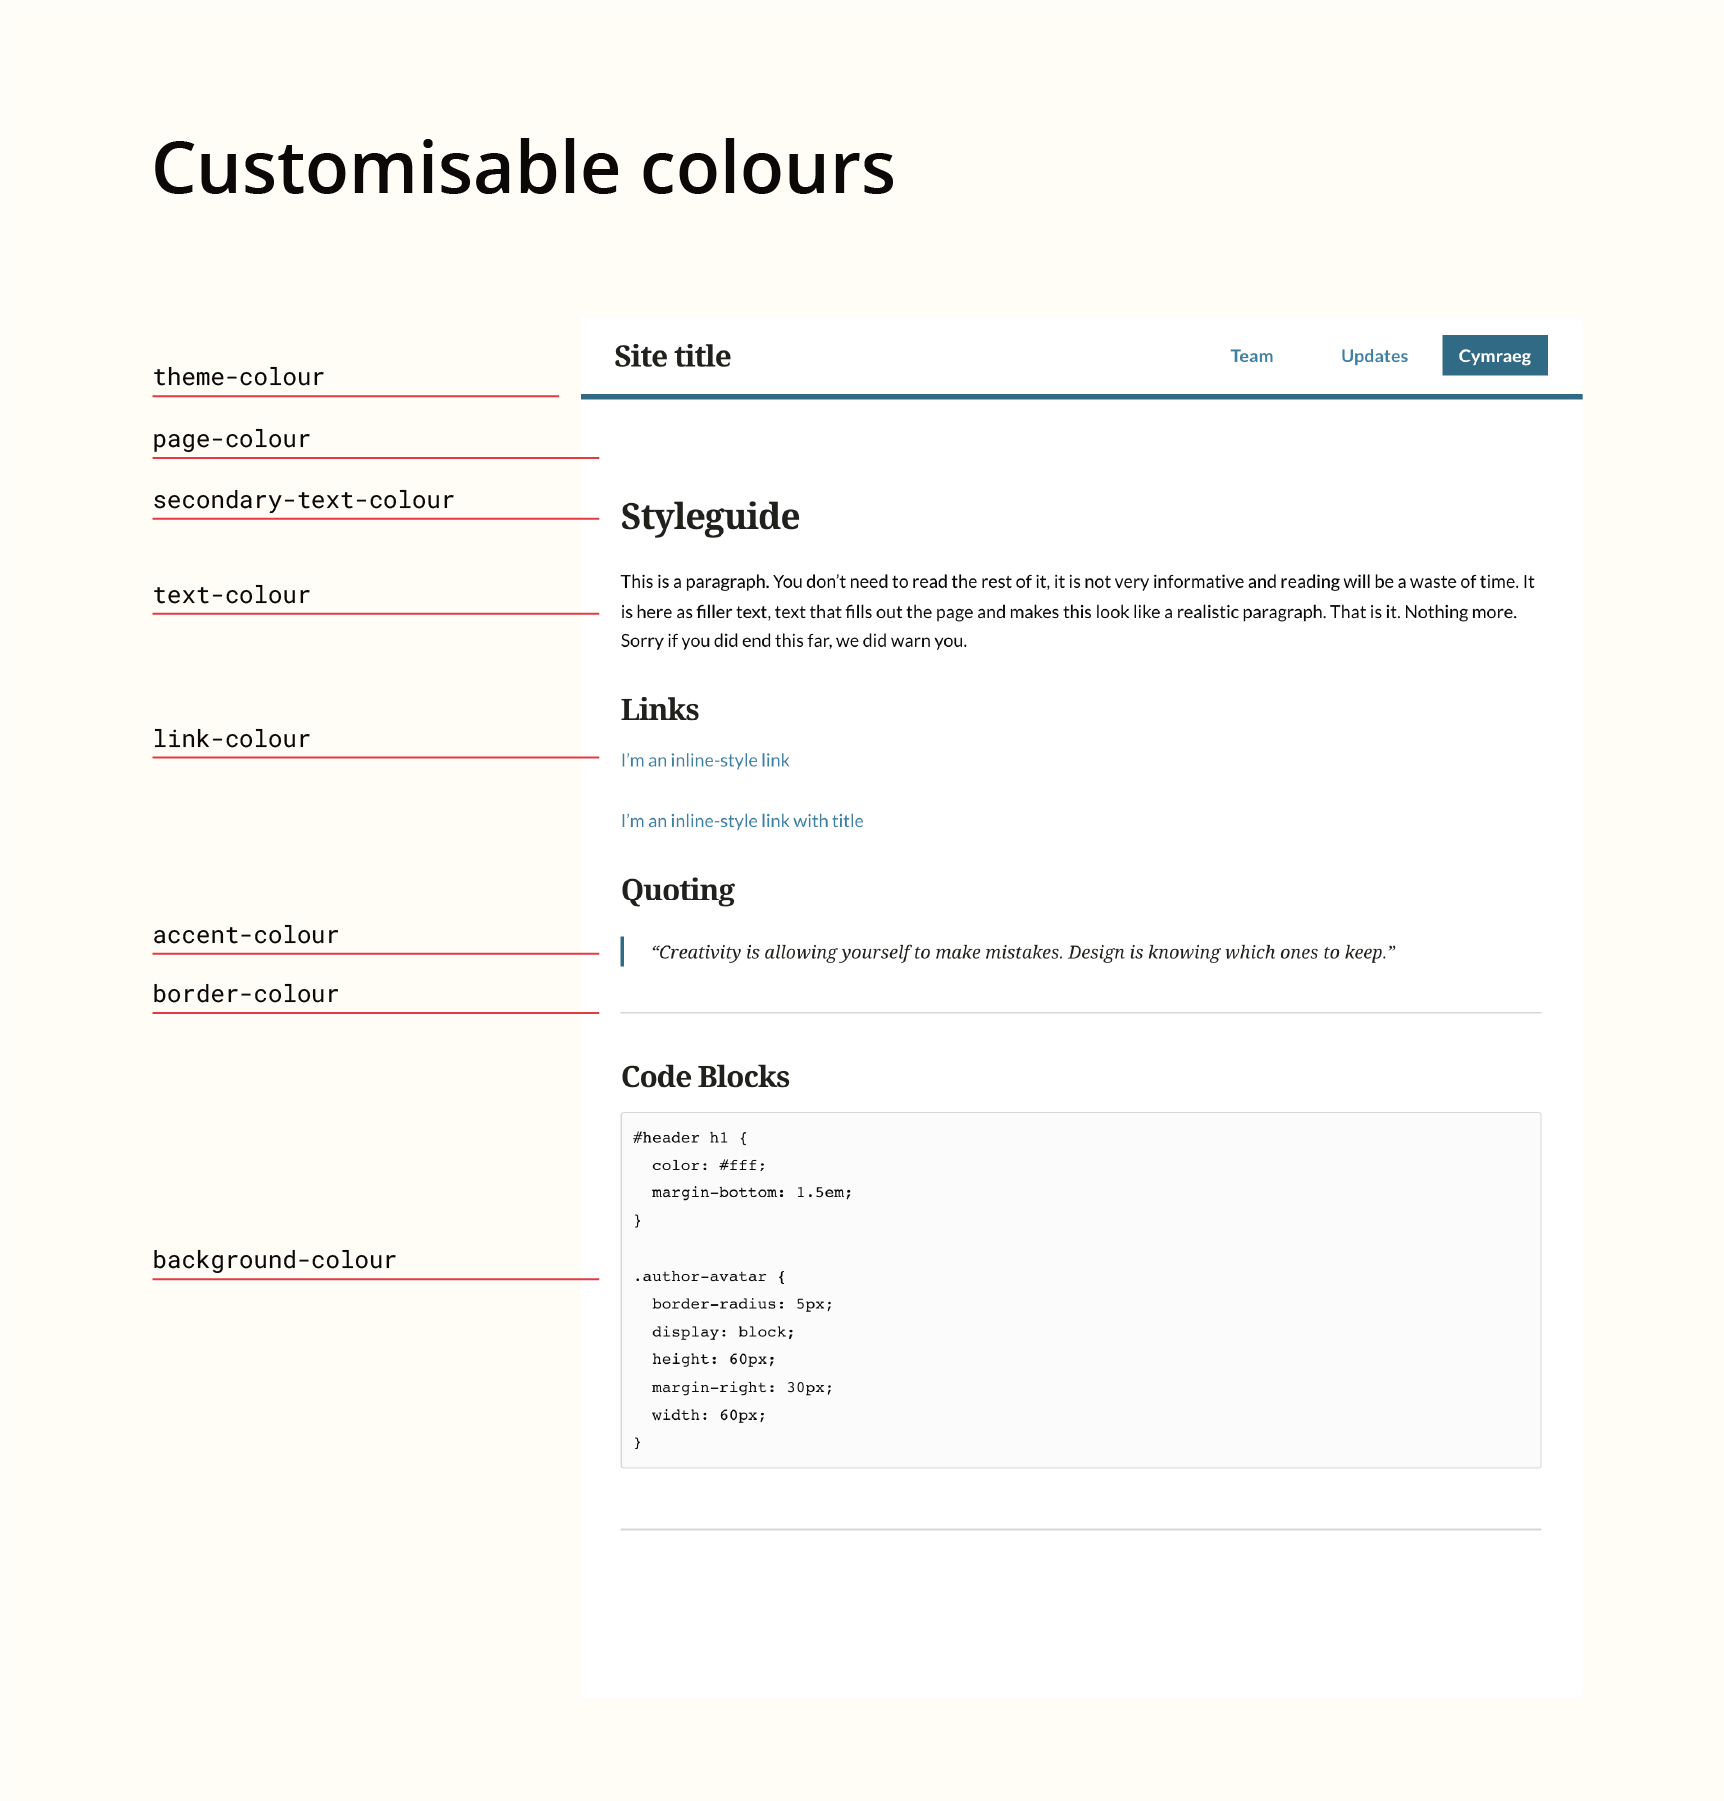 Customisable colours
theme-colour
page-colour
secondary-text-colour
text-colour
link-colour
accent-colour
border-colour
background-colour
Site title
Team
Updates
Cymraeg
Styleguide
This is a paragraph. You don’t need to read the rest of it, it is not very informative and reading will be a waste of time. It
is here as filler text, text that fills out the page and makes this look like a realistic paragraph. That is it. Nothing more.
Sorry if you did end this far, we did warn you.
Links
I’m an inline-style link
I’m an inline-style link with title
Quoting
“Creativity is allowing yourself to make mistakes. Design is knowing which ones to keep.”
Code Blocks
#header h1 {
  color: #fff;
  margin-bottom: 1.5em;
}
.author-avatar {
  border-radius: 5px;
  display: block;
  height: 60px;
  margin-right: 30px;
  width: 60px;
}